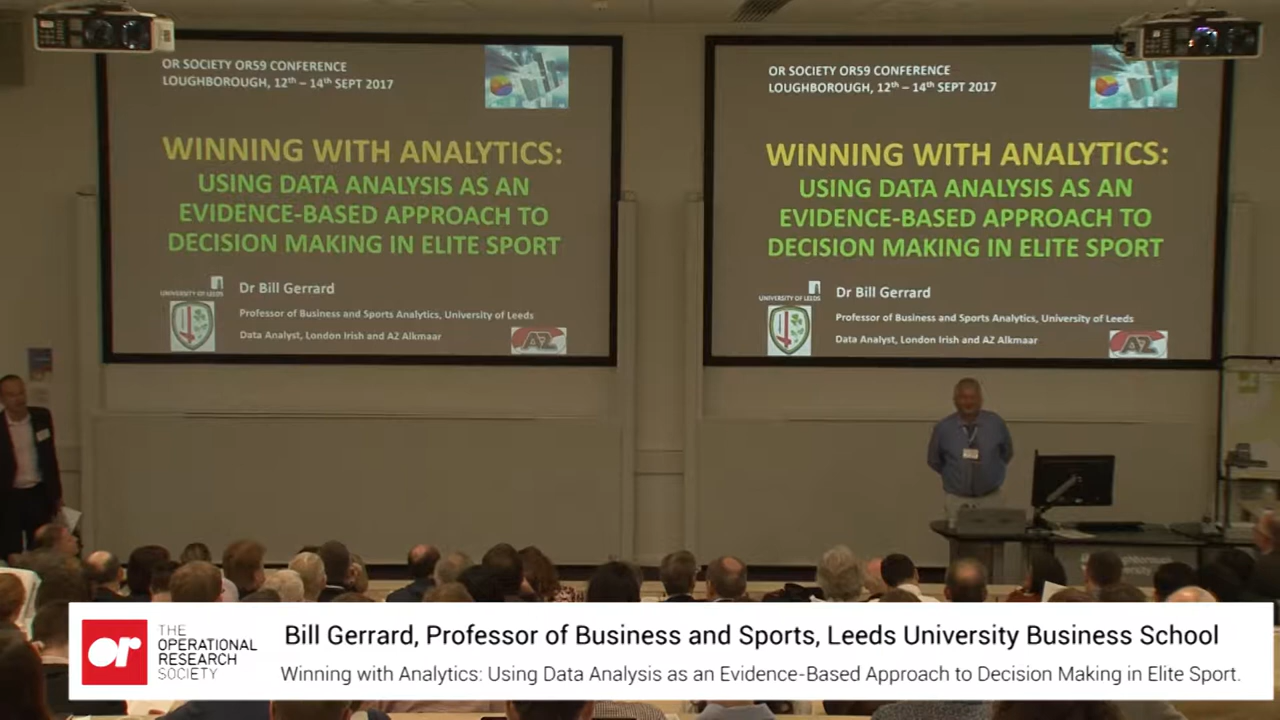 OR SOCIETY OR59 CONFERENCE
LOUGHBOROUGH, 12th – 14th SEPT 2017
WINNING WITH ANALYTICS:
USING DATA ANALYSIS AS AN
EVIDENCE-BASED APPROACH TO
DECISION MAKING IN ELITE SPORT
UNIVERSITY OF LEEDS
Dr Bill Gerrard
Professor of Business and Sports Analytics, University of Leeds
Data Analyst, London Irish and AZ Alkmaar
AZ
OR SOCIETY OR59 CONFERENCE
LOUGHBOROUGH, 12th – 14th SEPT 2017
WINNING WITH ANALYTICS:
USING DATA ANALYSIS AS AN
EVIDENCE-BASED APPROACH TO
DECISION MAKING IN ELITE SPORT
UNIVERSITY OF LEEDS
Dr Bill Gerrard
Professor of Business and Sports Analytics, University of Leeds
Data Analyst, London Irish and AZ Alkmaar
AZ
Loughborough
University
or
THE
OPERATIONAL
RESEARCH
SOCIETY
Bill Gerrard, Professor of Business and Sports, Leeds University Business School
Winning with Analytics: Using Data Analysis as an Evidence-Based Approach to Decision Making in Elite Sport.